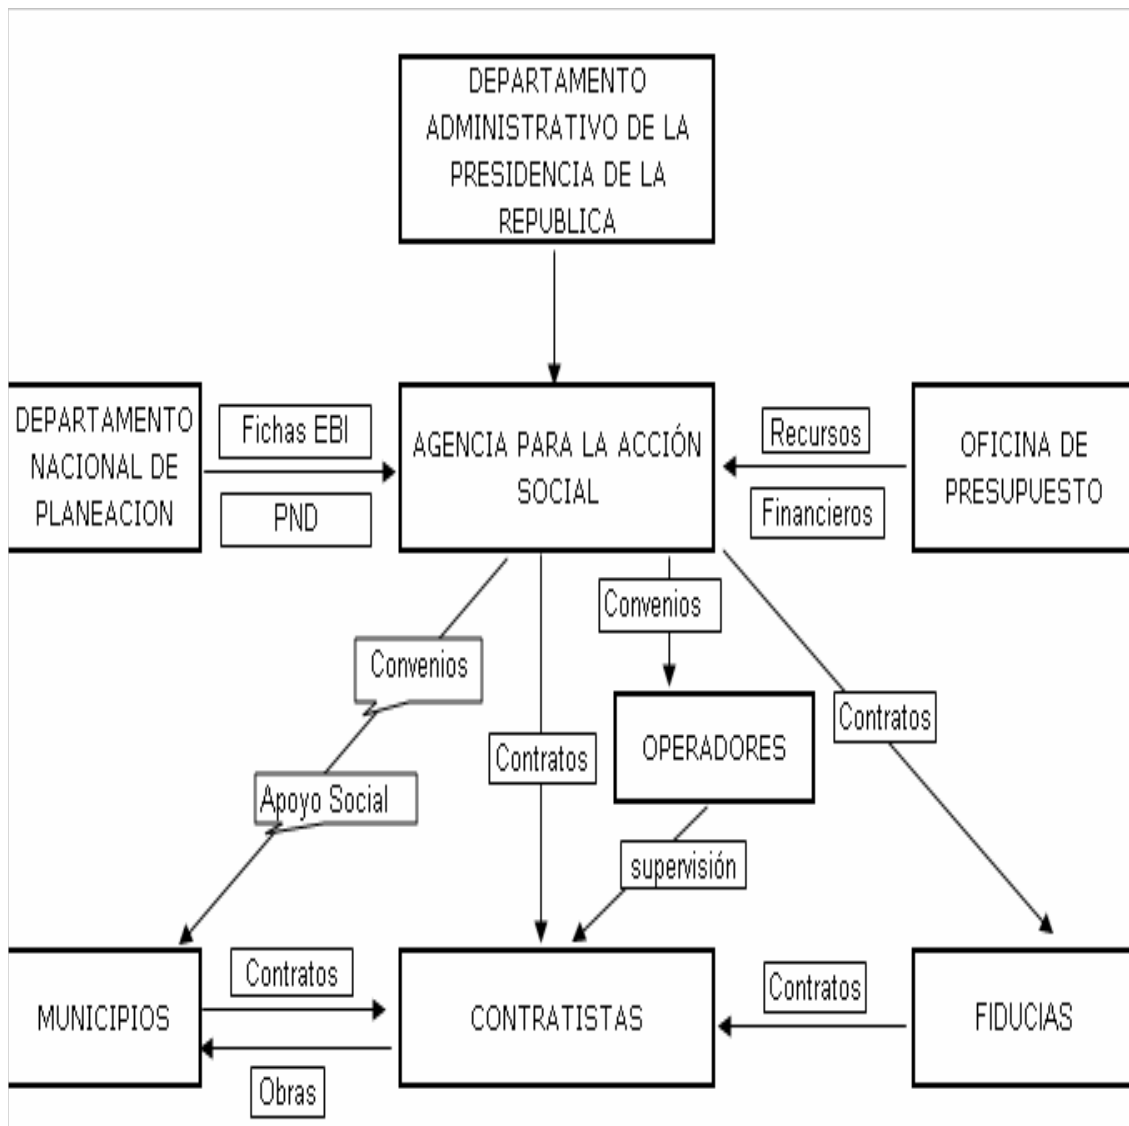 DEPARTAMENTO
ADMINISTRATIVO DE LA
PRESIDENCIA DE LA
REPUBLICA
DEPARTAMENTO
NACIONAL DE
PLANEACION
Fichas EBI
PND
AGENCIA PARA LA ACCIÓN
SOCIAL
Recursos
Financieros
OFICINA DE
PRESUPUESTO
Convenios
Convenios
Apoyo Social
Contratos
OPERADORES
Contratos
supervisión
MUNICIPIOS
Contratos
Obras
CONTRATISTAS
Contratos
FIDUCIAS